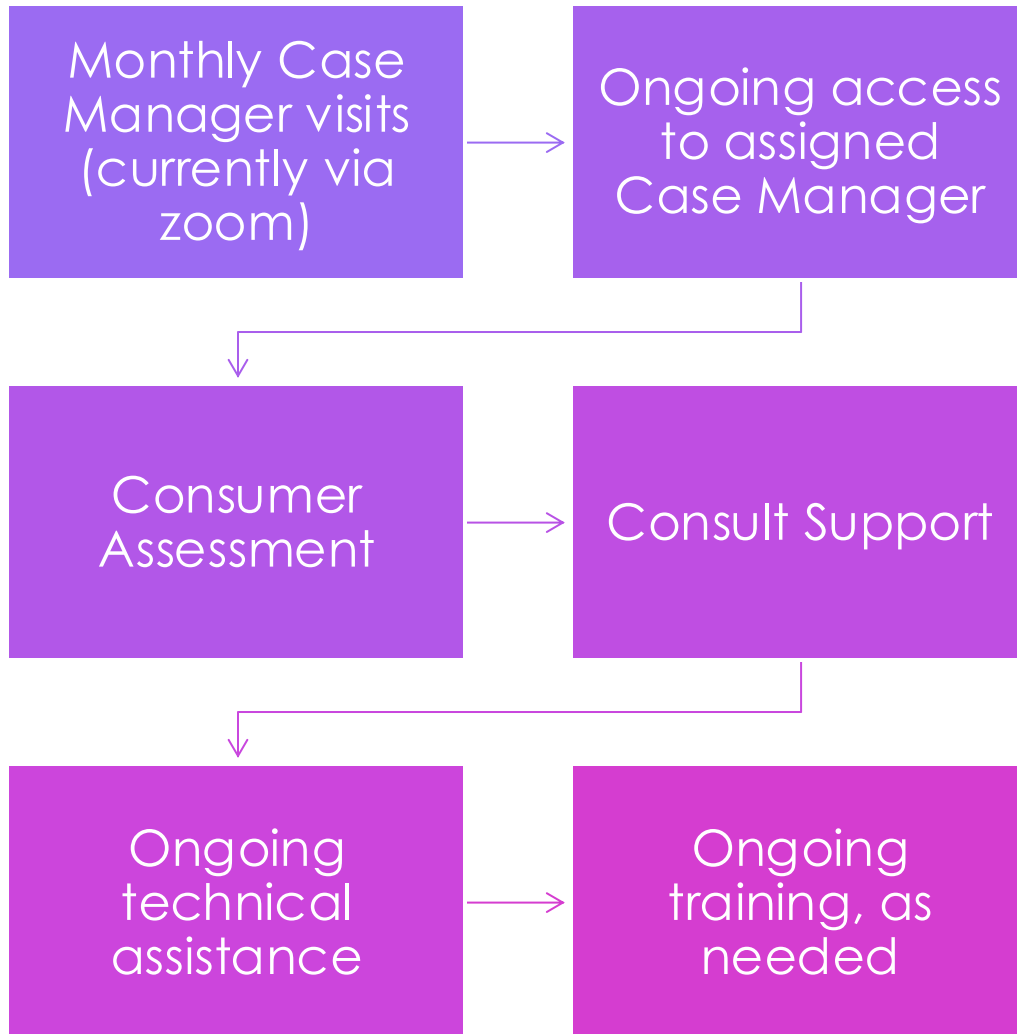 Monthly Case
Manager visits
(currently via
zoom)
Ongoing access
to assigned
Case Manager
Consumer
Assessment
Consult Support
Ongoing
technical
assistance
Ongoing
training, as
needed